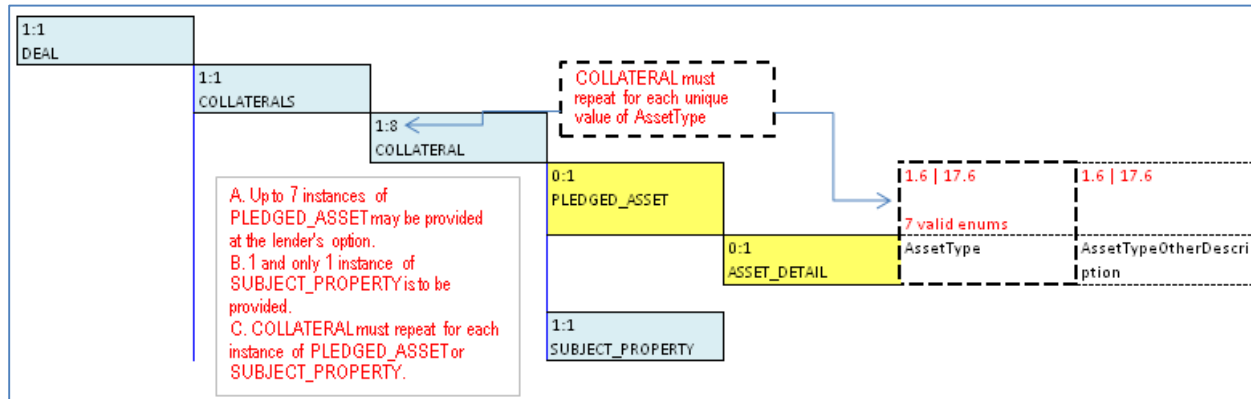 1:1
DEAL
1:1
COLLATERALS
COLLATERAL must
repeat for each unique
value of AssetType
1:8
COLLATERAL
A. Up to 7 instances of
PLEDGED_ASSET may be provided
at the lender's option.
B. 1 and only 1 instance of
SUBJECT_PROPERTY is to be
provided.
C. COLLATERAL must repeat for each
instance of PLEDGED_ASSET or
SUBJECT_PROPERTY.
0:1
PLEDGED_ASSET
0:1
ASSET_DETAIL
1.6 | 17.6
7 valid enums
AssetType
1.6 | 17.6
AssetTypeOtherDescri
ption
1:1
SUBJECT_PROPERTY